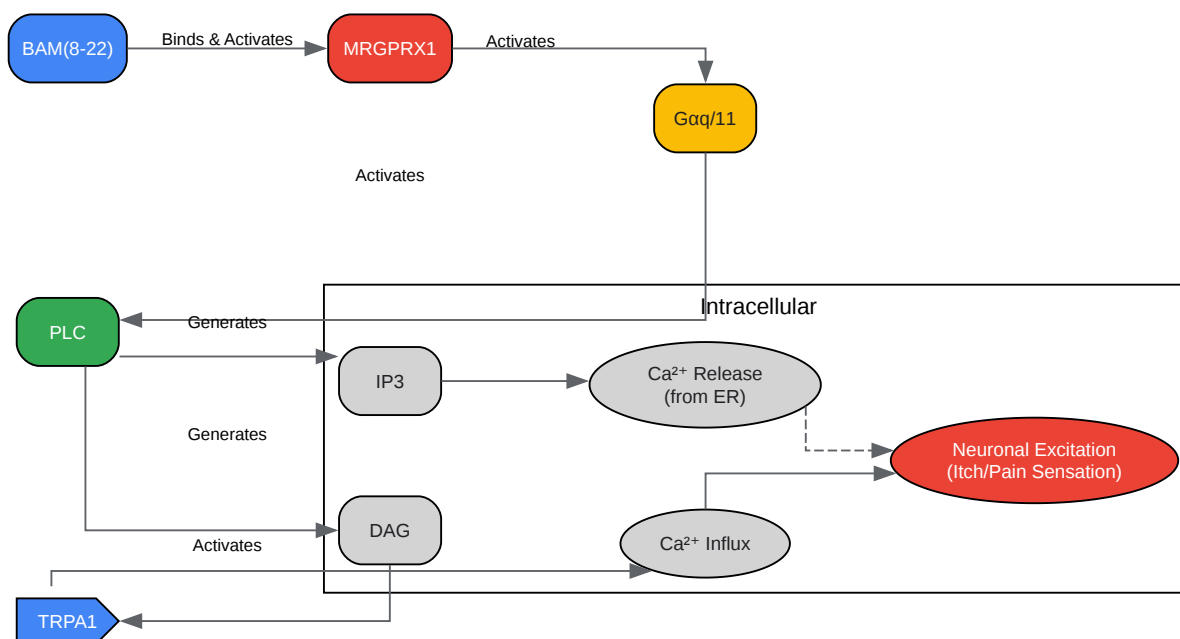 BAM(8-22)
Binds & Activates
MRGPRX1
Activates
Gαq/11
Activates
Intracellular
PLC
Generates
IP3
Ca²⁺ Release
(from ER)
Generates
Neuronal Excitation
(Itch/Pain Sensation)
DAG
Activates
Ca²⁺ Influx
TRPA1